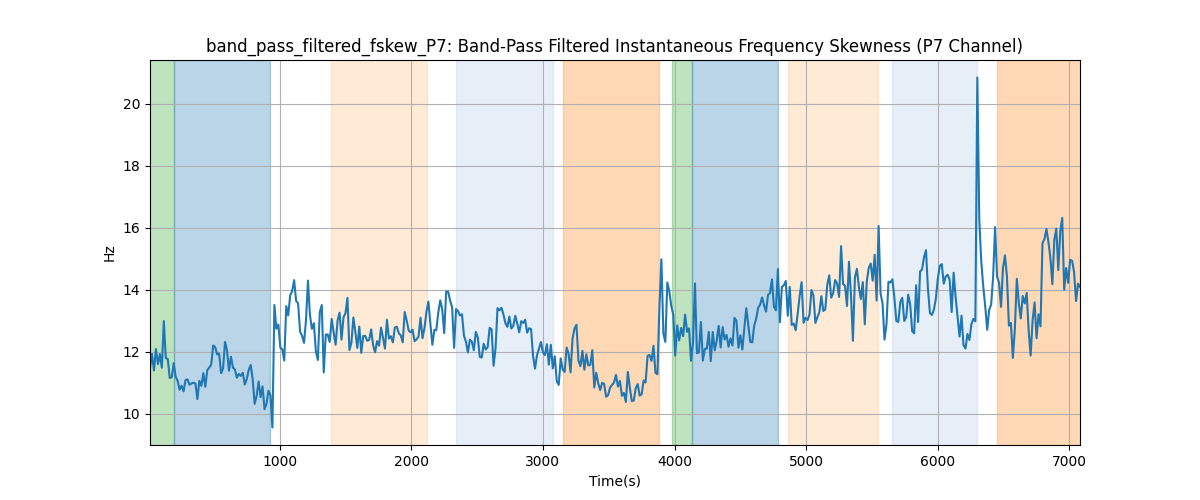 band_pass_filtered_fskew_P7: Band-Pass Filtered Instantaneous Frequency Skewness (P7 Channel)
20
18
16
14
12
10
Hz
1000 2000 3000 4000 5000 6000 7000
Time(s)